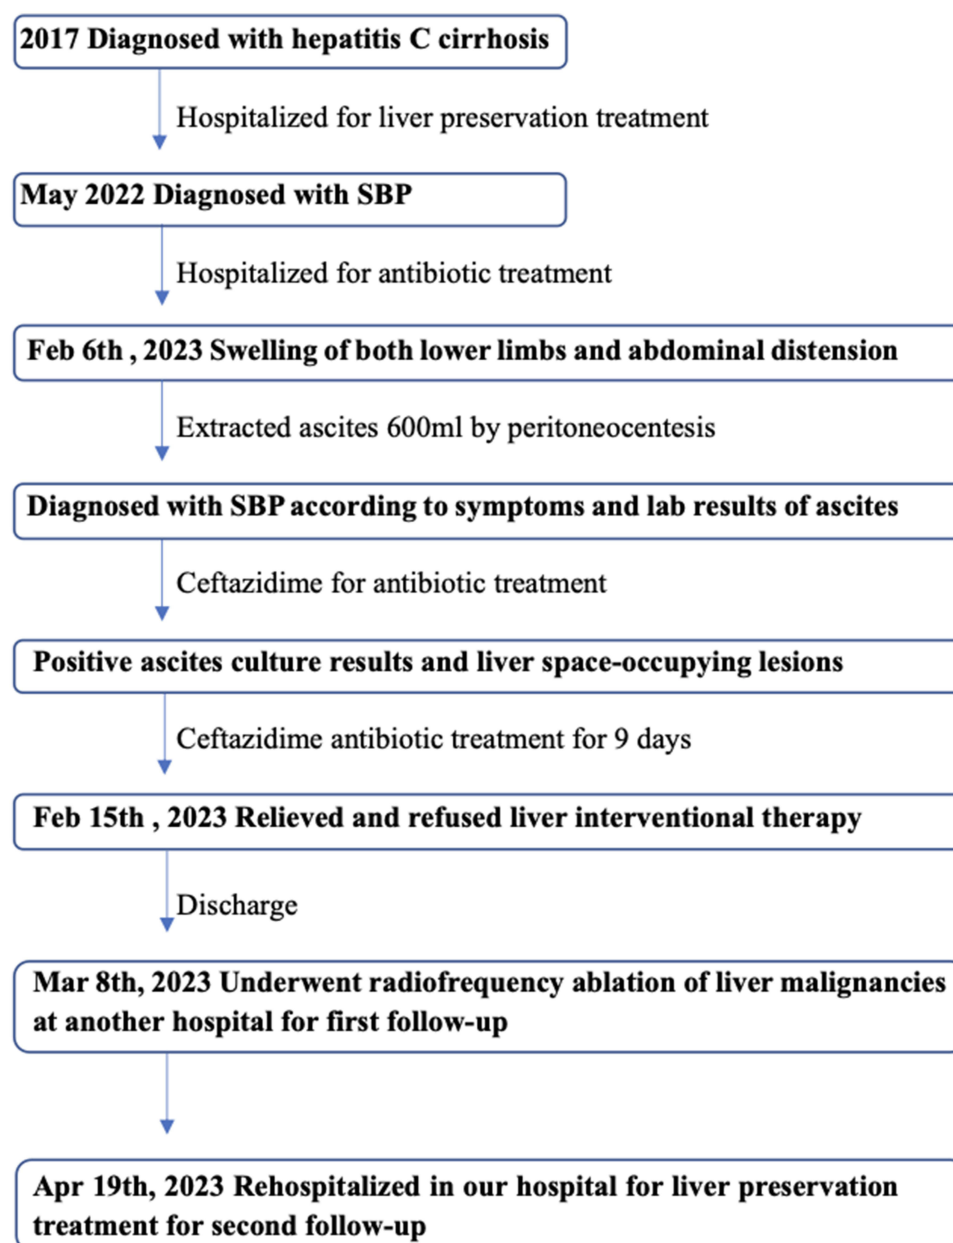 2017 Diagnosed with hepatitis C cirrhosis
Hospitalized for liver preservation treatment
May 2022 Diagnosed with SBP
Hospitalized for antibiotic treatment
Feb 6th , 2023 Swelling of both lower limbs and abdominal distension
Extracted ascites 600ml by peritoneocentesis
Diagnosed with SBP according to symptoms and lab results of ascites
Ceftazidime for antibiotic treatment
Positive ascites culture results and liver space-occupying lesions
Ceftazidime antibiotic treatment for 9 days
Feb 15th , 2023 Relieved and refused liver interventional therapy
Discharge
Mar 8th, 2023 Underwent radiofrequency ablation of liver malignancies
at another hospital for first follow-up
Apr 19th, 2023 Rehospitalized in our hospital for liver preservation
treatment for second follow-up